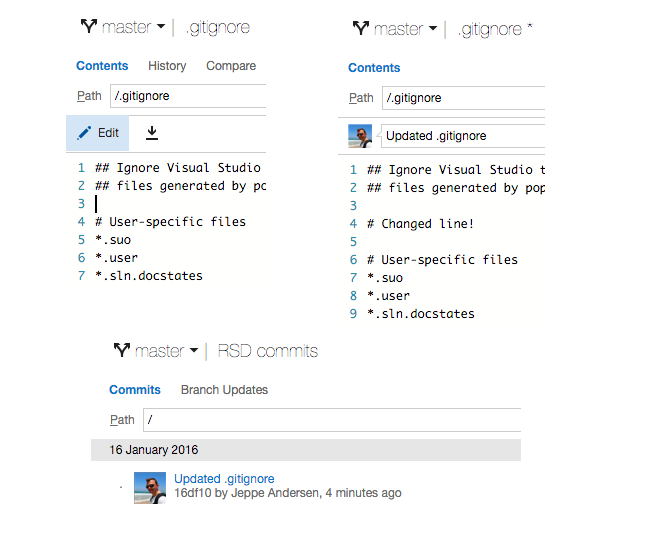 master | .gitignore
Contents History Compare
Path /.gitignore
Edit
1 ## Ignore Visual Studio
2 ## files generated by po
3
4 # User-specific files
5 *.suo
6 *.user
7 *.sln.docstates
master | .gitignore *
Contents
Path /.gitignore
Updated .gitignore
1 ## Ignore Visual Studio t
2 ## files generated by pop
3
4 # Changed line!
5
6 # User-specific files
7 *.suo
8 *.user
9 *.sln.docstates
master | RSD commits
Commits Branch Updates
Path /
16 January 2016
Updated .gitignore
16df10 by Jeppe Andersen, 4 minutes ago